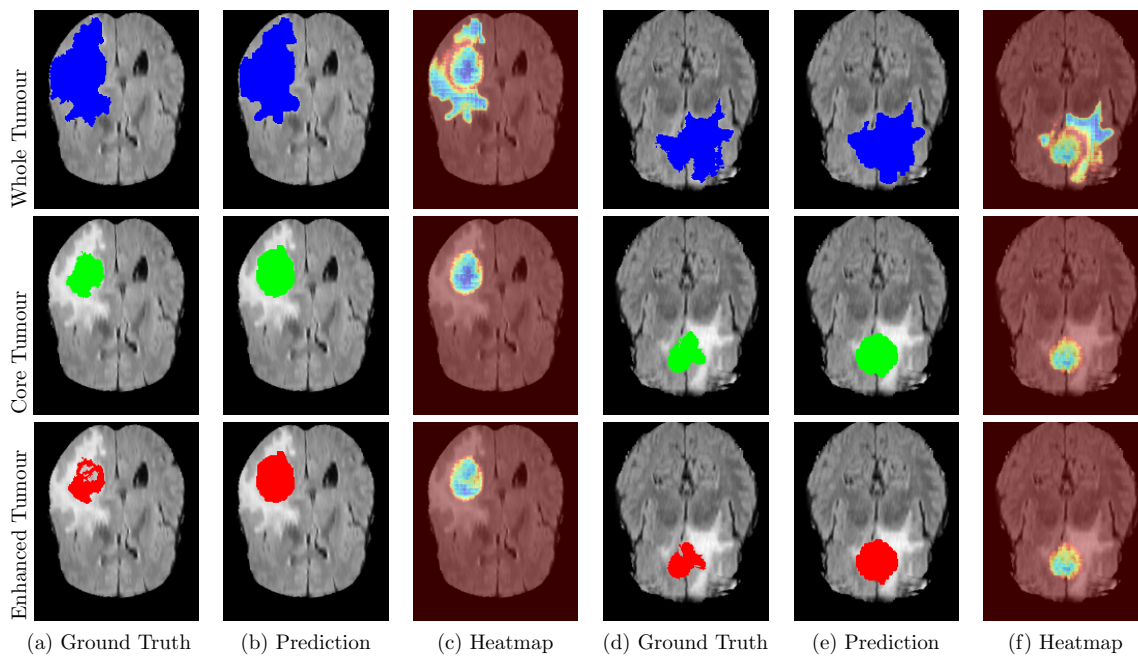 Whole Tumour
Core Tumour
Enhanced Tumour
(a) Ground Truth
(b) Prediction
(c) Heatmap
(d) Ground Truth
(e) Prediction
(f) Heatmap